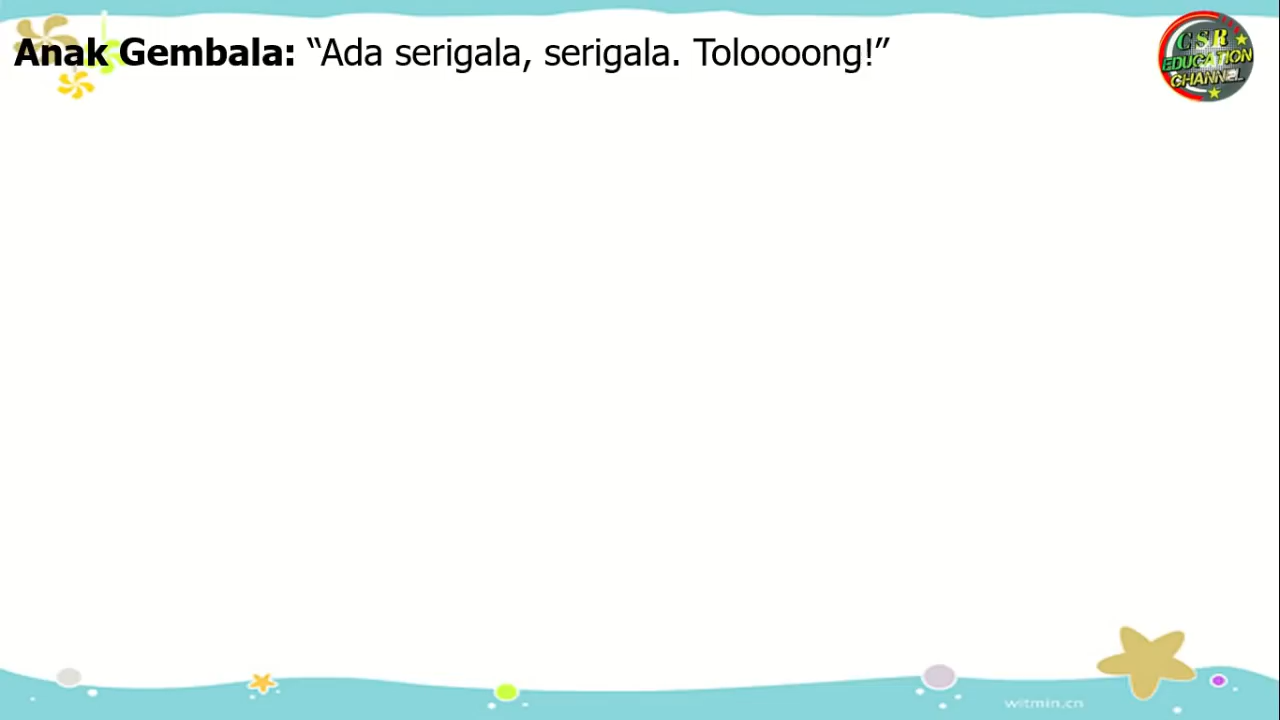 Anak Gembala: “Ada serigala, serigala. Toloooong!”
CSR
EDUCATION
CHANNEL
witmin.cn